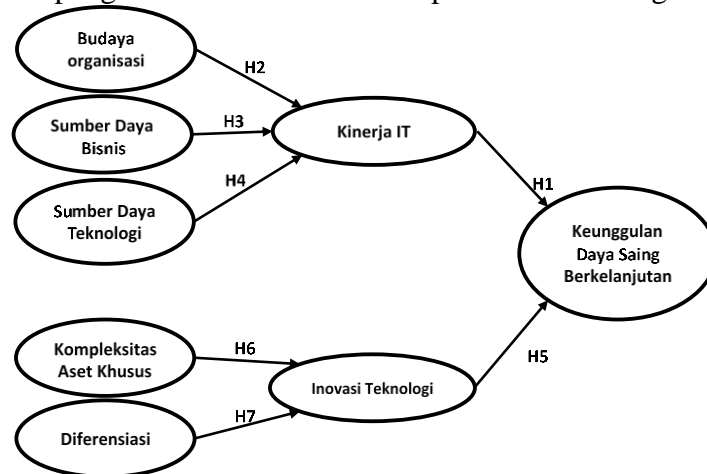 Budaya
organisasi
H2
Sumber Daya
Bisnis
H3
Kinerja IT
H4
Sumber Daya
Teknologi
H1
Keunggulan
Daya Saing
Berkelanjutan
Kompleksitas
Aset Khusus
H6
Inovasi Teknologi
H5
H7
Diferensiasi